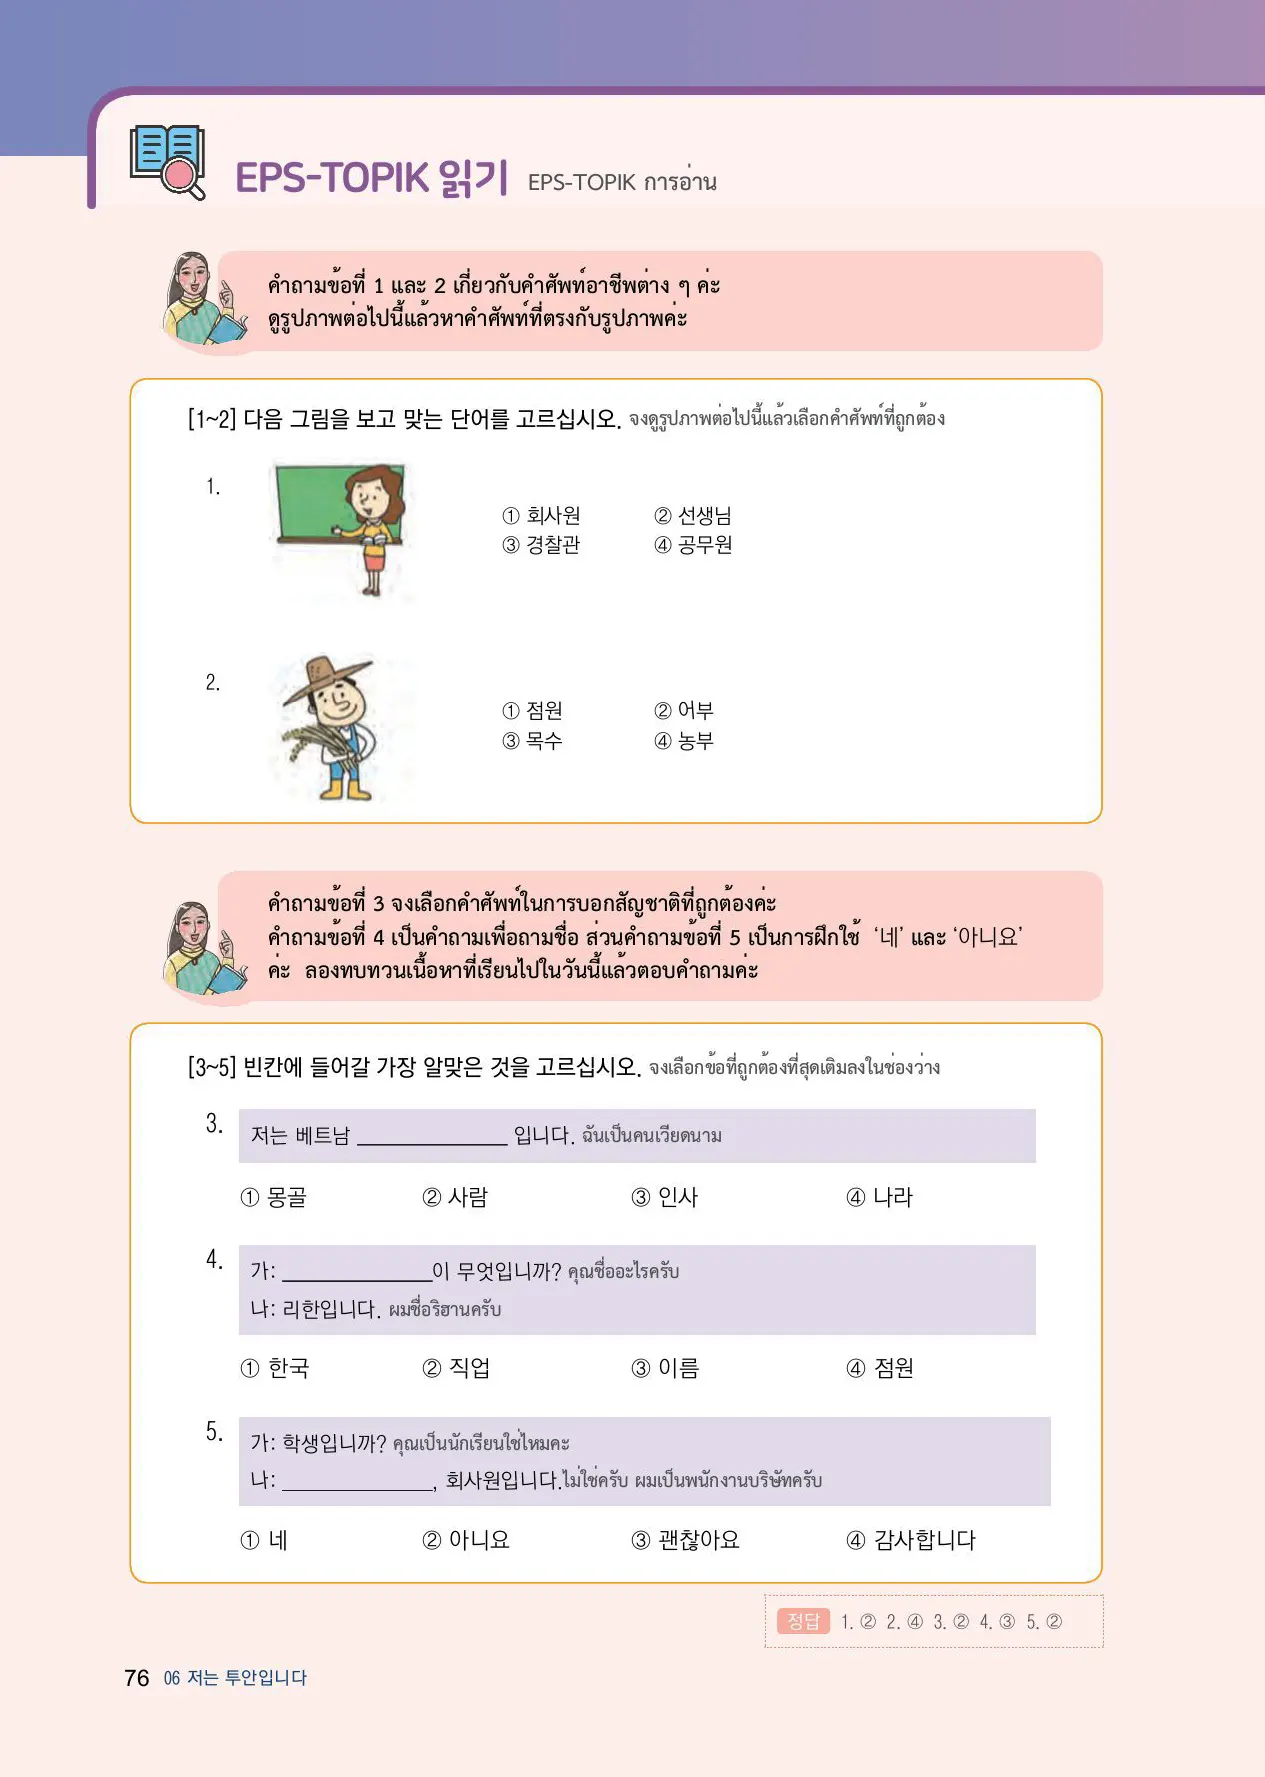 EPS-TOPIK 읽기 EPS-TOPIK การอ่าน
คำถามข้อที่ 1 และ 2 เกี่ยวกับคำศัพท์อาชีพต่าง ๆ ค่ะ
ดูรูปภาพต่อไปนี้แล้วหาคำศัพท์ที่ตรงกับรูปภาพค่ะ
[1~2] 다음 그림을 보고 맞는 단어를 고르십시오. จงดูรูปภาพต่อไปนี้แล้วเลือกคำศัพท์ที่ถูกต้อง
1.
① 회사원 ② 선생님
③ 경찰관 ④ 공무원
2.
① 점원 ② 어부
③ 목수 ④ 농부
คำถามข้อที่ 3 จงเลือกคำศัพท์ในการบอกสัญชาติที่ถูกต้องค่ะ
คำถามข้อที่ 4 เป็นคำถามเพื่อถามชื่อ ส่วนคำถามข้อที่ 5 เป็นการฝึกใช้ ‘네’ และ ‘아니요’
ค่ะ ลองทบทวนเนื้อหาที่เรียนไปในวันนี้แล้วตอบคำถามค่ะ
[3~5] 빈칸에 들어갈 가장 알맞은 것을 고르십시오. จงเลือกข้อที่ถูกต้องที่สุดเติมลงในช่องว่าง
3. 저는 베트남 ______________ 입니다. ฉันเป็นคนเวียดนาม
① 몽골 ② 사람 ③ 인사 ④ 나라
4. 가: ______________이 무엇입니까? คุณชื่ออะไรครับ
나: 리한입니다. ผมชื่อริฮานครับ
① 한국 ② 직업 ③ 이름 ④ 점원
5. 가: 학생입니까? คุณเป็นนักเรียนใช่ไหมคะ
나: ______________, 회사원입니다.ไม่ใช่ครับ ผมเป็นพนักงานบริษัทครับ
① 네 ② 아니요 ③ 괜찮아요 ④ 감사합니다
정답 1. ② 2. ④ 3. ② 4. ③ 5. ②
76 06 저는 투안입니다